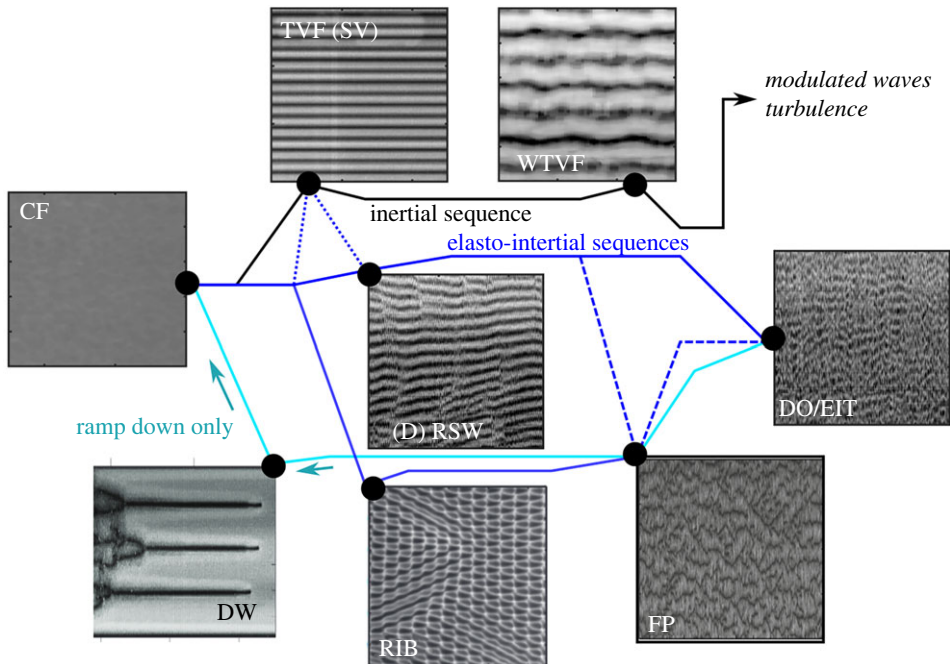 TVF (SV)
WTVF
modulated waves
turbulence
CF
inertial sequence
elasto-intertial sequences
ramp down only
(D) RSW
DO/EIT
DW
RIB
FP